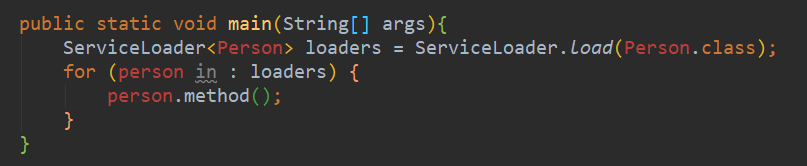 public static void main(String[] args){
ServiceLoader<Person> loaders = ServiceLoader.load(Person.class);
for (person in : loaders) {
person.method();
}
}